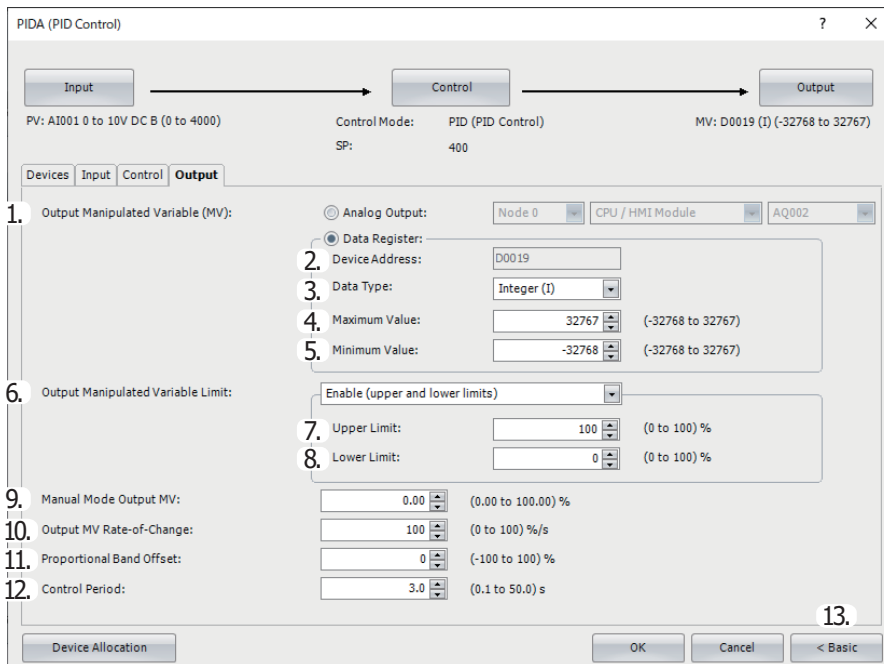 PIDA (PID Control) ? ×
Input Control Output
PV: AI001 0 to 10V DC B (0 to 4000) Control Mode: PID (PID Control) MV: D0019 (I) (-32768 to 32767)
SP: 400
Devices Input Control Output
1. Output Manipulated Variable (MV): Analog Output: Node 0 CPU / HMI Module AQ002
Data Register:
2. Device Address: D0019
3. Data Type: Integer (I)
4. Maximum Value: 32767 (-32768 to 32767)
5. Minimum Value: -32768 (-32768 to 32767)
6. Output Manipulated Variable Limit: Enable (upper and lower limits)
7. Upper Limit: 100 (0 to 100) %
8. Lower Limit: 0 (0 to 100) %
9. Manual Mode Output MV: 0.00 (0.00 to 100.00) %
10. Output MV Rate-of-Change: 100 (0 to 100) %/s
11. Proportional Band Offset: 0 (-100 to 100) %
12. Control Period: 3.0 (0.1 to 50.0) s
13.
Device Allocation OK Cancel < Basic